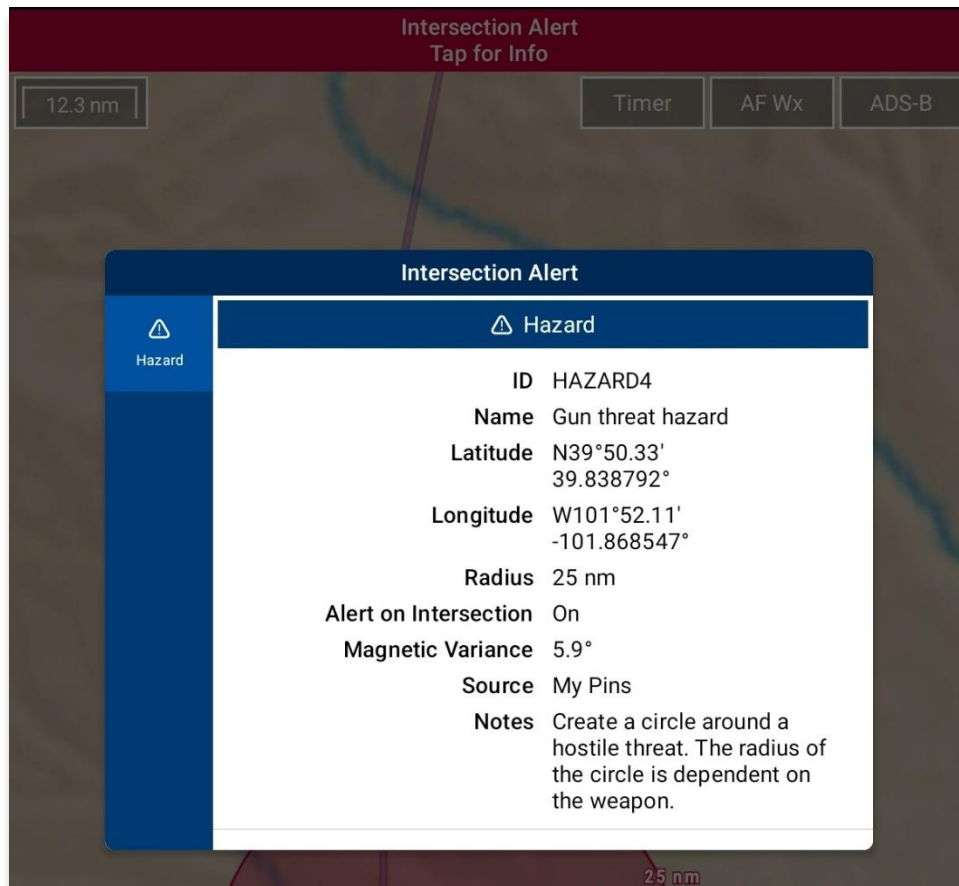 Intersection Alert
Tap for Info
12.3 nm
Timer
AF Wx
ADS-B
Intersection Alert
Hazard
Hazard
ID HAZARD4
Name Gun threat hazard
Latitude N39°50.33'
39.838792°
Longitude W101°52.11'
-101.868547°
Radius 25 nm
Alert on Intersection On
Magnetic Variance 5.9°
Source My Pins
Notes Create a circle around a
hostile threat. The radius of
the circle is dependent on
the weapon.
25 nm